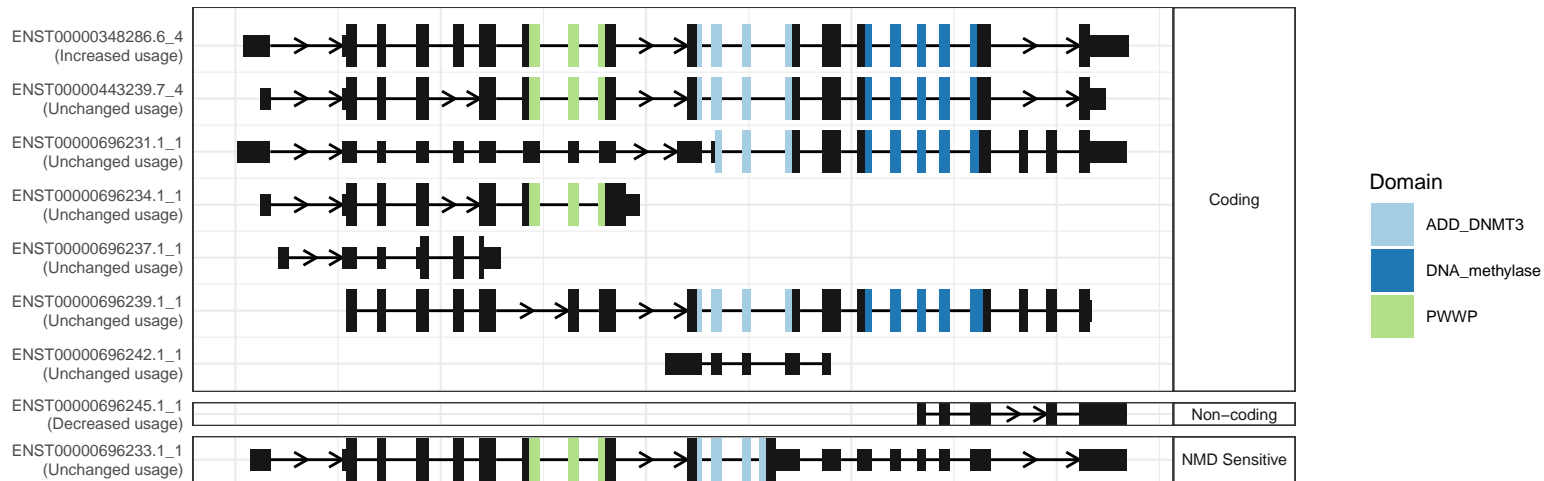 ENST00000348286.6_4
(Increased usage)
ENST00000443239.7_4
(Unchanged usage)
ENST00000696231.1_1
(Unchanged usage)
ENST00000696234.1_1
(Unchanged usage)
ENST00000696237.1_1
(Unchanged usage)
ENST00000696239.1_1
(Unchanged usage)
ENST00000696242.1_1
(Unchanged usage)
Coding
ENST00000696245.1_1
(Decreased usage)
Non−coding
ENST00000696233.1_1
(Unchanged usage)
NMD Sensitive
Domain
ADD_DNMT3
DNA_methylase
PWWP